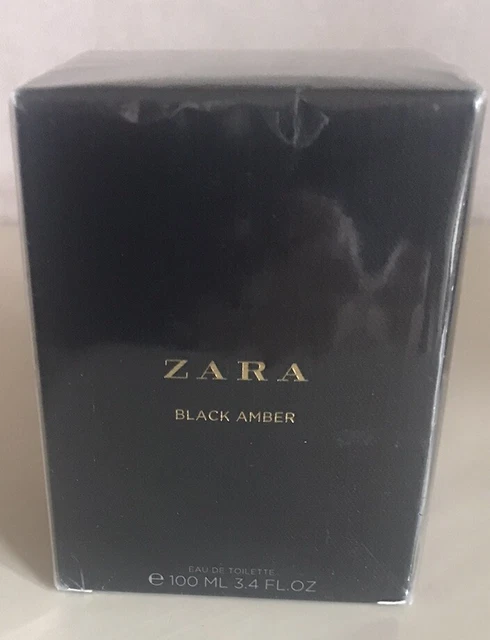 ZARA
BLACK AMBER
EAU DE TOILETTE
℮ 100 ML 3.4 FL.OZ